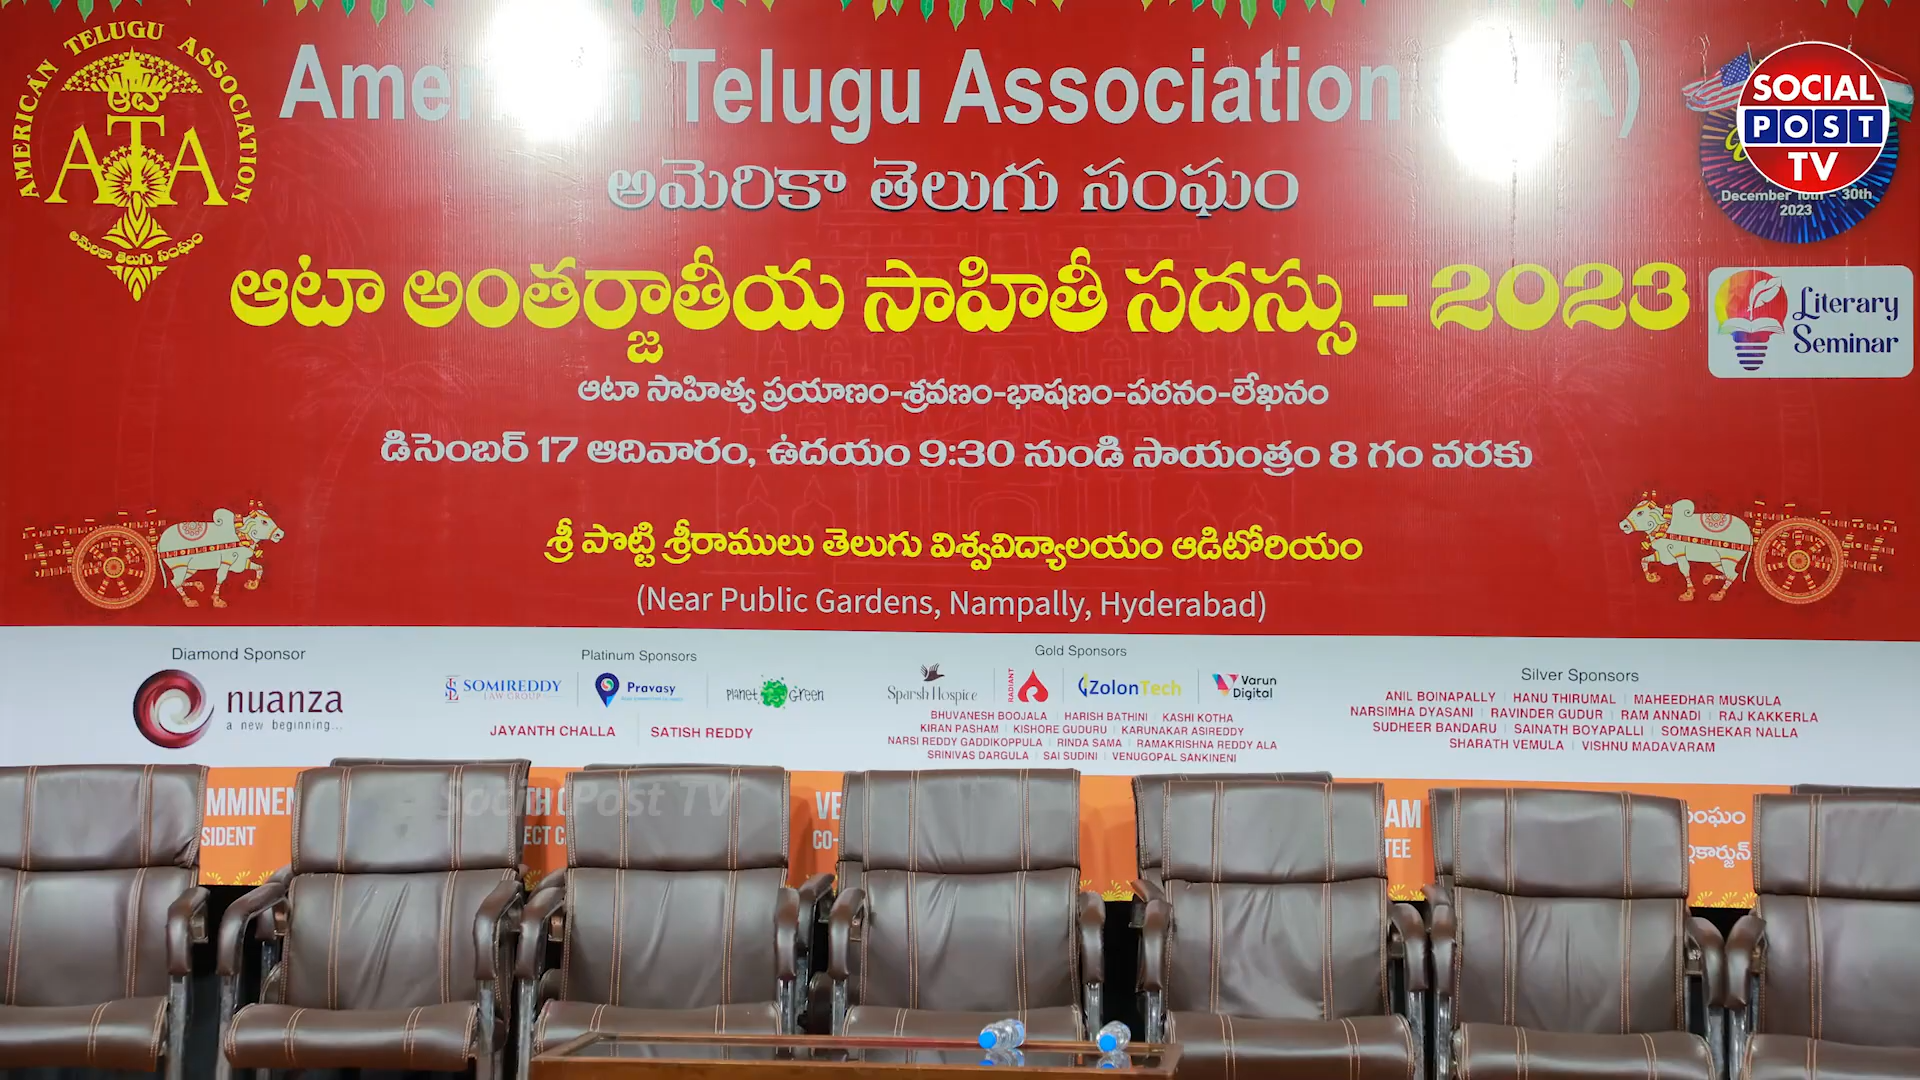 AMERICAN TELUGU ASSOCIATION
ఆటా
ATA
అమెరికా తెలుగు సంఘం
Telugu Association
అమెరికా తెలుగు సంఘం
ఆటా అంతర్జాతీయ సాహితీ సదస్సు - 2023
ఆటా సాహిత్య ప్రయాణం-శ్రవణం-భాషణం-పఠనం-లేఖనం
డిసెంబర్ 17 ఆదివారం, ఉదయం 9:30 నుండి సాయంత్రం 8 గం వరకు
శ్రీ పొట్టి శ్రీరాములు తెలుగు విశ్వవిద్యాలయం ఆడిటోరియం
(Near Public Gardens, Nampally, Hyderabad)
SOCIAL
POST
TV
December - 30th
2023
Literary
Seminar
Diamond Sponsor
nuanza
a new beginning...
Platinum Sponsors
SOMIREDDY
LAW GROUP
Pravasy
Planet Green
JAYANTH CHALLA SATISH REDDY
Gold Sponsors
Sparsh Hospice
RADIANT
ZolonTech
Varun
Digital
BHUVANESH BOOJALA HARISH BATHINI KASHI KOTHA
KIRAN PASHAM KISHORE GUDURU KARUNAKAR ASIREDDY
NARSI REDDY GADDIKOPPULA RINDA SAMA RAMAKRISHNA REDDY ALA
SRINIVAS DARGULA SAI SUDINI VENUGOPAL SANKINENI
Silver Sponsors
ANIL BOINAPALLY HANU THIRUMAL MAHEEDHAR MUSKULA
NARSIMHA DYASANI RAVINDER GUDUR RAM ANNADI RAJ KAKKERLA
SUDHEER BANDARU SAINATH BOYAPALLI SOMASHEKAR NALLA
SHARATH VEMULA VISHNU MADAVARAM
Social Post TV